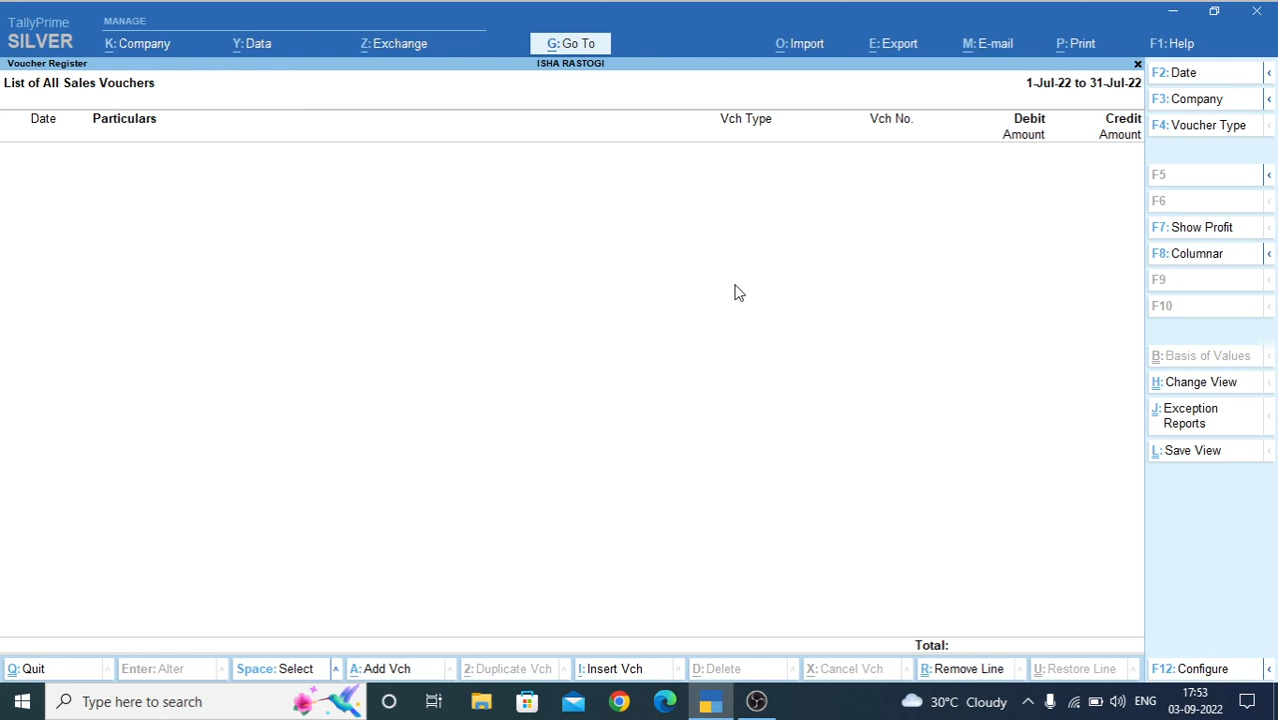 TallyPrime
SILVER
MANAGE
K: Company
Y: Data
Z: Exchange
G: Go To
O: Import
E: Export
M: E-mail
P: Print
F1: Help
Voucher Register
ISHA RASTOGI
List of All Sales Vouchers
1-Jul-22 to 31-Jul-22
Date
Particulars
Vch Type
Vch No.
Debit
Amount
Credit
Amount
F2: Date
F3: Company
F4: Voucher Type
F5
F6
F7: Show Profit
F8: Columnar
F9
F10
B: Basis of Values
H: Change View
J: Exception
Reports
L: Save View
Total:
Q: Quit
Enter: Alter
Space: Select
A: Add Vch
2: Duplicate Vch
I: Insert Vch
D: Delete
X: Cancel Vch
R: Remove Line
U: Restore Line
F12: Configure
Type here to search
30°C Cloudy
ENG
17:53
03-09-2022